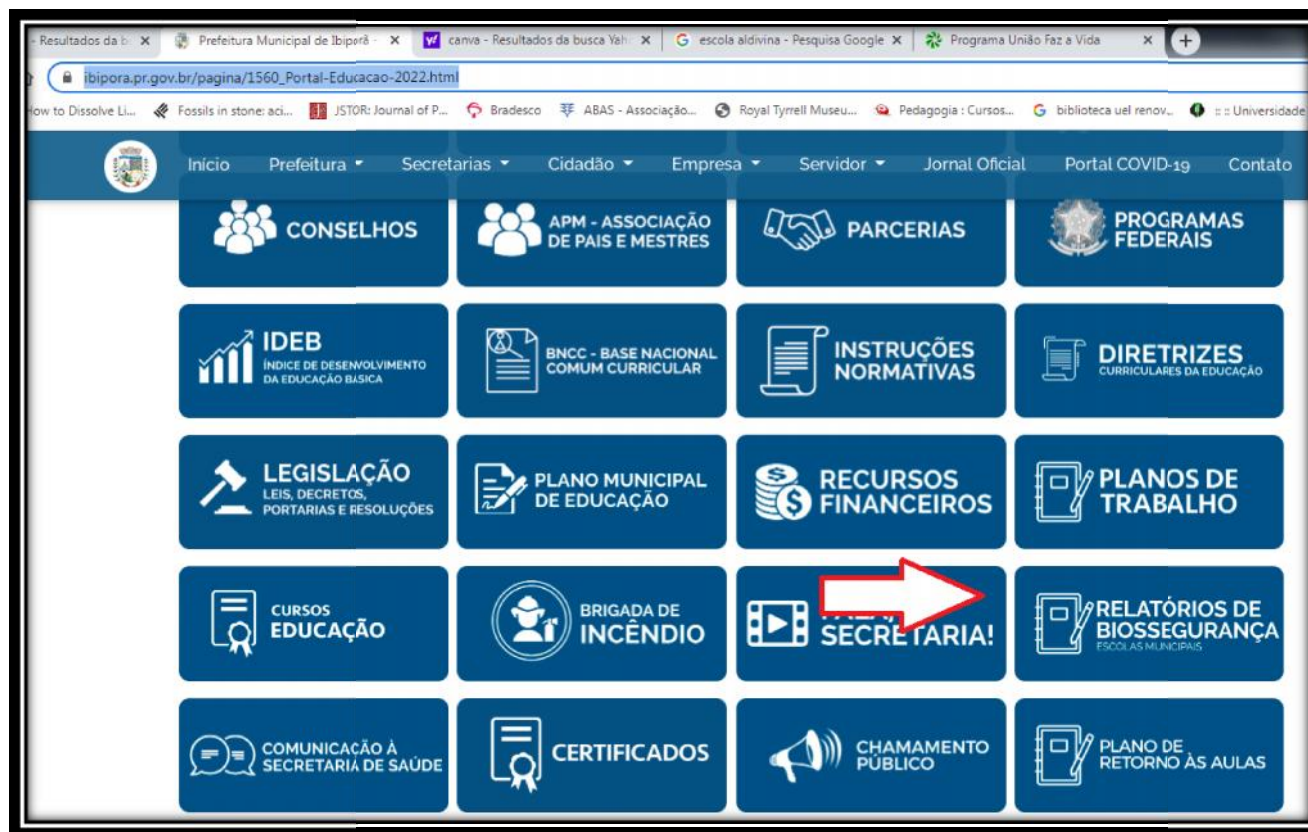 - Resultados da b
Prefeitura Municipal de Ibiporã -
canva - Resultados da busca Yah
escola aldivina - Pesquisa Google
Programa União Faz a Vida
ibipora.pr.gov.br/pagina/1560_Portal-Educacao-2022.html
How to Dissolve Li...
Fossils in stone: aci...
JSTOR: Journal of P...
Bradesco
ABAS - Associação...
Royal Tyrrell Museu...
Pedagogia : Cursos...
biblioteca uel renov...
:: :: Universidade
Início
Prefeitura
Secretarias
Cidadão
Empresa
Servidor
Jornal Oficial
Portal COVID-19
Contato
CONSELHOS
APM - ASSOCIAÇÃO
DE PAIS E MESTRES
PARCERIAS
PROGRAMAS
FEDERAIS
IDEB
ÍNDICE DE DESENVOLVIMENTO
DA EDUCAÇÃO BÁSICA
BNCC - BASE NACIONAL
COMUM CURRICULAR
INSTRUÇÕES
NORMATIVAS
DIRETRIZES
CURRICULARES DA EDUCAÇÃO
LEGISLAÇÃO
LEIS, DECRETOS,
PORTARIAS E RESOLUÇÕES
PLANO MUNICIPAL
DE EDUCAÇÃO
RECURSOS
FINANCEIROS
PLANOS DE
TRABALHO
CURSOS
EDUCAÇÃO
BRIGADA DE
INCÊNDIO
SECRETARIA!
RELATÓRIOS DE
BIOSSEGURANÇA
ESCOLAS MUNICIPAIS
COMUNICAÇÃO À
SECRETARIA DE SAÚDE
CERTIFICADOS
CHAMAMENTO
PÚBLICO
PLANO DE
RETORNO ÀS AULAS